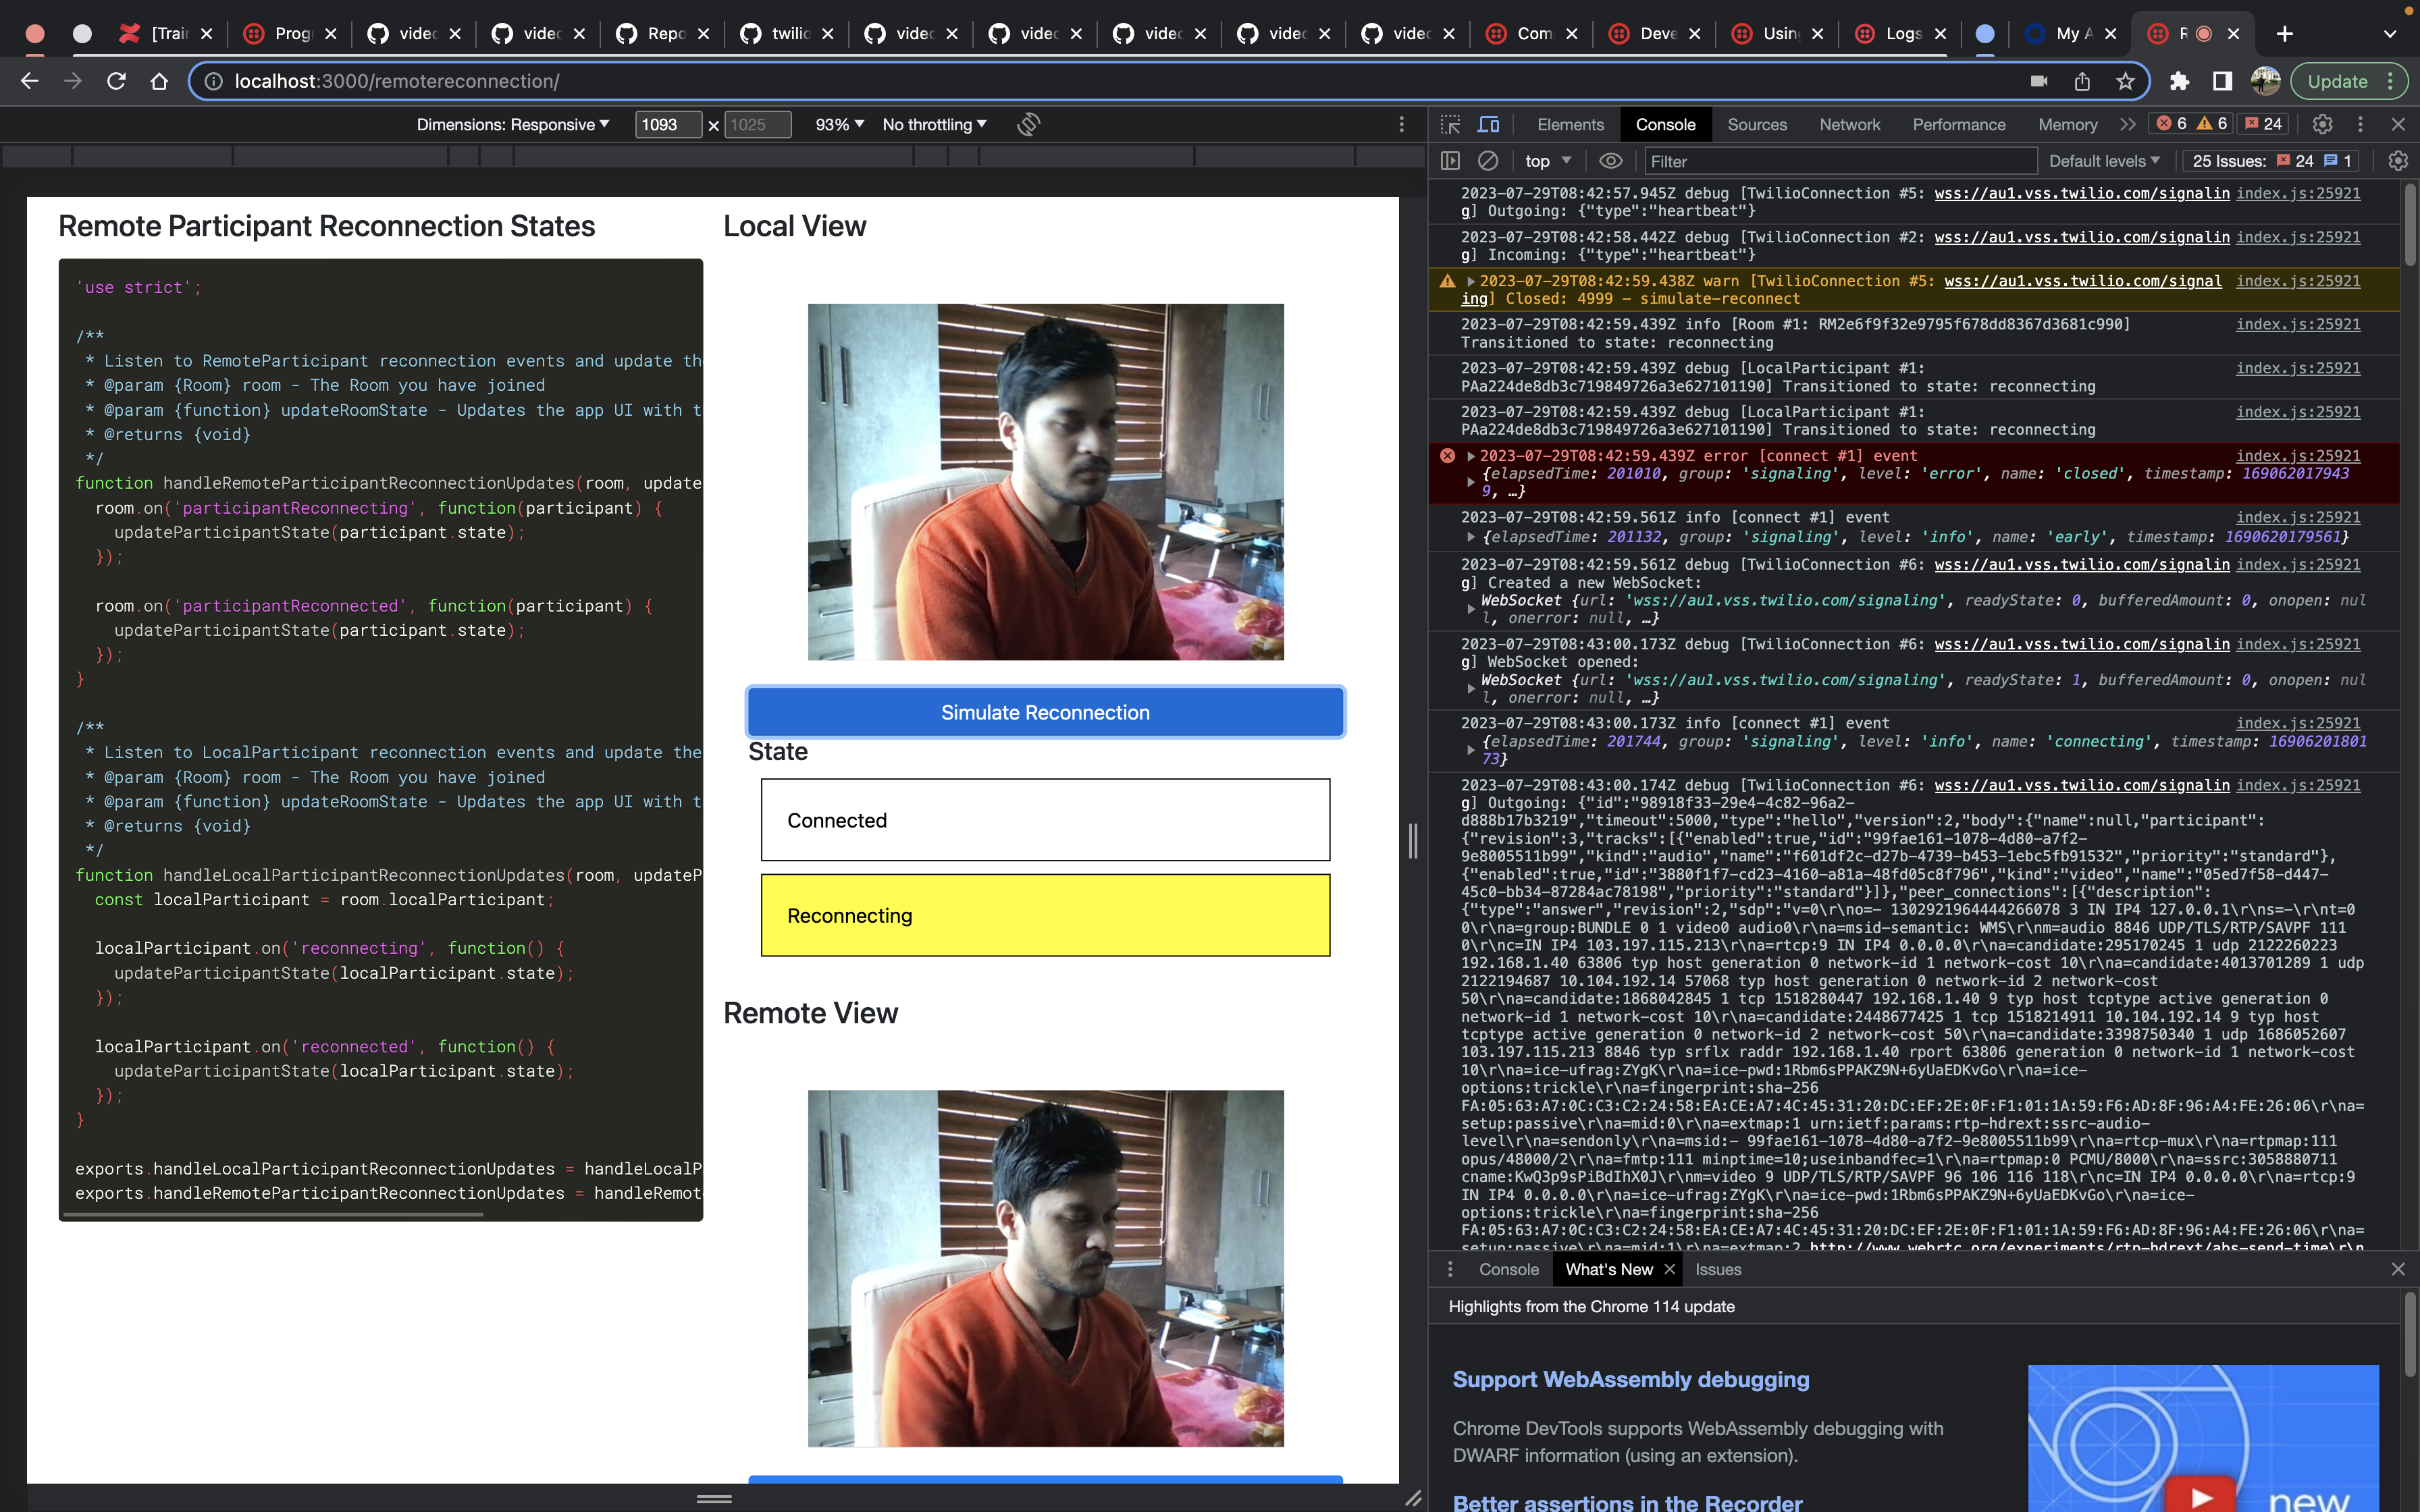 [Trair
Prog
videc
videc
Repo
twilio
videc
videc
videc
videc
videc
Com
Deve
Using
Logs
My A
R
localhost:3000/remotereconnection/
Update
Dimensions: Responsive
1093
×
1025
93%
No throttling
Remote Participant Reconnection States
'use strict';
/**
* Listen to RemoteParticipant reconnection events and update the
* @param {Room} room - The Room you have joined
* @param {function} updateRoomState - Updates the app UI with t
* @returns {void}
*/
function handleRemoteParticipantReconnectionUpdates(room, update
room.on('participantReconnecting', function(participant) {
updateParticipantState(participant.state);
});
room.on('participantReconnected', function(participant) {
updateParticipantState(participant.state);
});
}
/**
* Listen to LocalParticipant reconnection events and update the
* @param {Room} room - The Room you have joined
* @param {function} updateRoomState - Updates the app UI with t
* @returns {void}
*/
function handleLocalParticipantReconnectionUpdates(room, updateP
const localParticipant = room.localParticipant;
localParticipant.on('reconnecting', function() {
updateParticipantState(localParticipant.state);
});
localParticipant.on('reconnected', function() {
updateParticipantState(localParticipant.state);
});
}
exports.handleLocalParticipantReconnectionUpdates = handleLocalP
exports.handleRemoteParticipantReconnectionUpdates = handleRemot
Local View
Simulate Reconnection
State
Connected
Reconnecting
Remote View
Elements
Console
Sources
Network
Performance
Memory
6
6
24
top
Filter
Default levels
25 Issues: 24 1
2023-07-29T08:42:57.945Z debug [TwilioConnection #5: wss://au1.vss.twilio.com/signalin index.js:25921
g] Outgoing: {"type":"heartbeat"}
2023-07-29T08:42:58.442Z debug [TwilioConnection #2: wss://au1.vss.twilio.com/signalin index.js:25921
g] Incoming: {"type":"heartbeat"}
2023-07-29T08:42:59.438Z warn [TwilioConnection #5: wss://au1.vss.twilio.com/signal index.js:25921
ing] Closed: 4999 - simulate-reconnect
2023-07-29T08:42:59.439Z info [Room #1: RM2e6f9f32e9795f678dd8367d3681c990] index.js:25921
Transitioned to state: reconnecting
2023-07-29T08:42:59.439Z debug [LocalParticipant #1: index.js:25921
PAa224de8db3c719849726a3e627101190] Transitioned to state: reconnecting
2023-07-29T08:42:59.439Z debug [LocalParticipant #1: index.js:25921
PAa224de8db3c719849726a3e627101190] Transitioned to state: reconnecting
2023-07-29T08:42:59.439Z error [connect #1] event index.js:25921
{elapsedTime: 201010, group: 'signaling', level: 'error', name: 'closed', timestamp: 169062017943
9, …}
2023-07-29T08:42:59.561Z info [connect #1] event index.js:25921
{elapsedTime: 201132, group: 'signaling', level: 'info', name: 'early', timestamp: 1690620179561}
2023-07-29T08:42:59.561Z debug [TwilioConnection #6: wss://au1.vss.twilio.com/signalin index.js:25921
g] Created a new WebSocket:
WebSocket {url: 'wss://au1.vss.twilio.com/signaling', readyState: 0, bufferedAmount: 0, onopen: nul
l, onerror: null, …}
2023-07-29T08:43:00.173Z debug [TwilioConnection #6: wss://au1.vss.twilio.com/signalin index.js:25921
g] WebSocket opened:
WebSocket {url: 'wss://au1.vss.twilio.com/signaling', readyState: 1, bufferedAmount: 0, onopen: nul
l, onerror: null, …}
2023-07-29T08:43:00.173Z info [connect #1] event index.js:25921
{elapsedTime: 201744, group: 'signaling', level: 'info', name: 'connecting', timestamp: 16906201801
73}
2023-07-29T08:43:00.174Z debug [TwilioConnection #6: wss://au1.vss.twilio.com/signalin index.js:25921
g] Outgoing: {"id":"98918f33-29e4-4c82-96a2-
d888b17b3219","timeout":5000,"type":"hello","version":2,"body":{"name":null,"participant":
{"revision":3,"tracks":[{"enabled":true,"id":"99fae161-1078-4d80-a7f2-
9e8005511b99","kind":"audio","name":"f601df2c-d27b-4739-b453-1ebc5fb91532","priority":"standard"},
{"enabled":true,"id":"3880f1f7-cd23-4160-a81a-48fd05c8f796","kind":"video","name":"05ed7f58-d447-
45c0-bb34-87284ac78198","priority":"standard"}]},"peer_connections":[{"description":
{"type":"answer","revision":2,"sdp":"v=0\r\no=- 1302921964444266078 3 IN IP4 127.0.0.1\r\ns=-\r\nt=0
0\r\na=group:BUNDLE 0 1 video0 audio0\r\na=msid-semantic: WMS\r\nm=audio 8846 UDP/TLS/RTP/SAVPF 111
0\r\nc=IN IP4 103.197.115.213\r\na=rtcp:9 IN IP4 0.0.0.0\r\na=candidate:295170245 1 udp 2122260223
192.168.1.40 63806 typ host generation 0 network-id 1 network-cost 10\r\na=candidate:4013701289 1 udp
2122194687 10.104.192.14 57068 typ host generation 0 network-id 2 network-cost
50\r\na=candidate:1868042845 1 tcp 1518280447 192.168.1.40 9 typ host tcptype active generation 0
network-id 1 network-cost 10\r\na=candidate:2448677425 1 tcp 1518214911 10.104.192.14 9 typ host
tcptype active generation 0 network-id 2 network-cost 50\r\na=candidate:3398750340 1 udp 1686052607
103.197.115.213 8846 typ srflx raddr 192.168.1.40 rport 63806 generation 0 network-id 1 network-cost
10\r\na=ice-ufrag:ZYgK\r\na=ice-pwd:1Rbm6sPPAKZ9N+6yUaEDKvGo\r\na=ice-
options:trickle\r\na=fingerprint:sha-256
FA:05:63:A7:0C:C3:C2:24:58:EA:CE:A7:4C:45:31:20:DC:EF:2E:0F:F1:01:1A:59:F6:AD:8F:96:A4:FE:26:06\r\na=
setup:passive\r\na=mid:0\r\na=extmap:1 urn:ietf:params:rtp-hdrext:ssrc-audio-
level\r\na=sendonly\r\na=msid:- 99fae161-1078-4d80-a7f2-9e8005511b99\r\na=rtcp-mux\r\na=rtpmap:111
opus/48000/2\r\na=fmtp:111 minptime=10;useinbandfec=1\r\na=rtpmap:0 PCMU/8000\r\na=ssrc:3058880711
cname:KwQ3p9sPiBdIhX0J\r\nm=video 9 UDP/TLS/RTP/SAVPF 96 106 116 118\r\nc=IN IP4 0.0.0.0\r\na=rtcp:9
IN IP4 0.0.0.0\r\na=ice-ufrag:ZYgK\r\na=ice-pwd:1Rbm6sPPAKZ9N+6yUaEDKvGo\r\na=ice-
options:trickle\r\na=fingerprint:sha-256
FA:05:63:A7:0C:C3:C2:24:58:EA:CE:A7:4C:45:31:20:DC:EF:2E:0F:F1:01:1A:59:F6:AD:8F:96:A4:FE:26:06\r\na=
setup:passive\r\na=mid:1\r\na=extmap:2 http://www.webrtc.org/experiments/rtp-hdrext/abs-send-time\r\n
Console
What's New
Issues
Highlights from the Chrome 114 update
Support WebAssembly debugging
Chrome DevTools supports WebAssembly debugging with
DWARF information (using an extension).
Better assertions in the Recorder
new